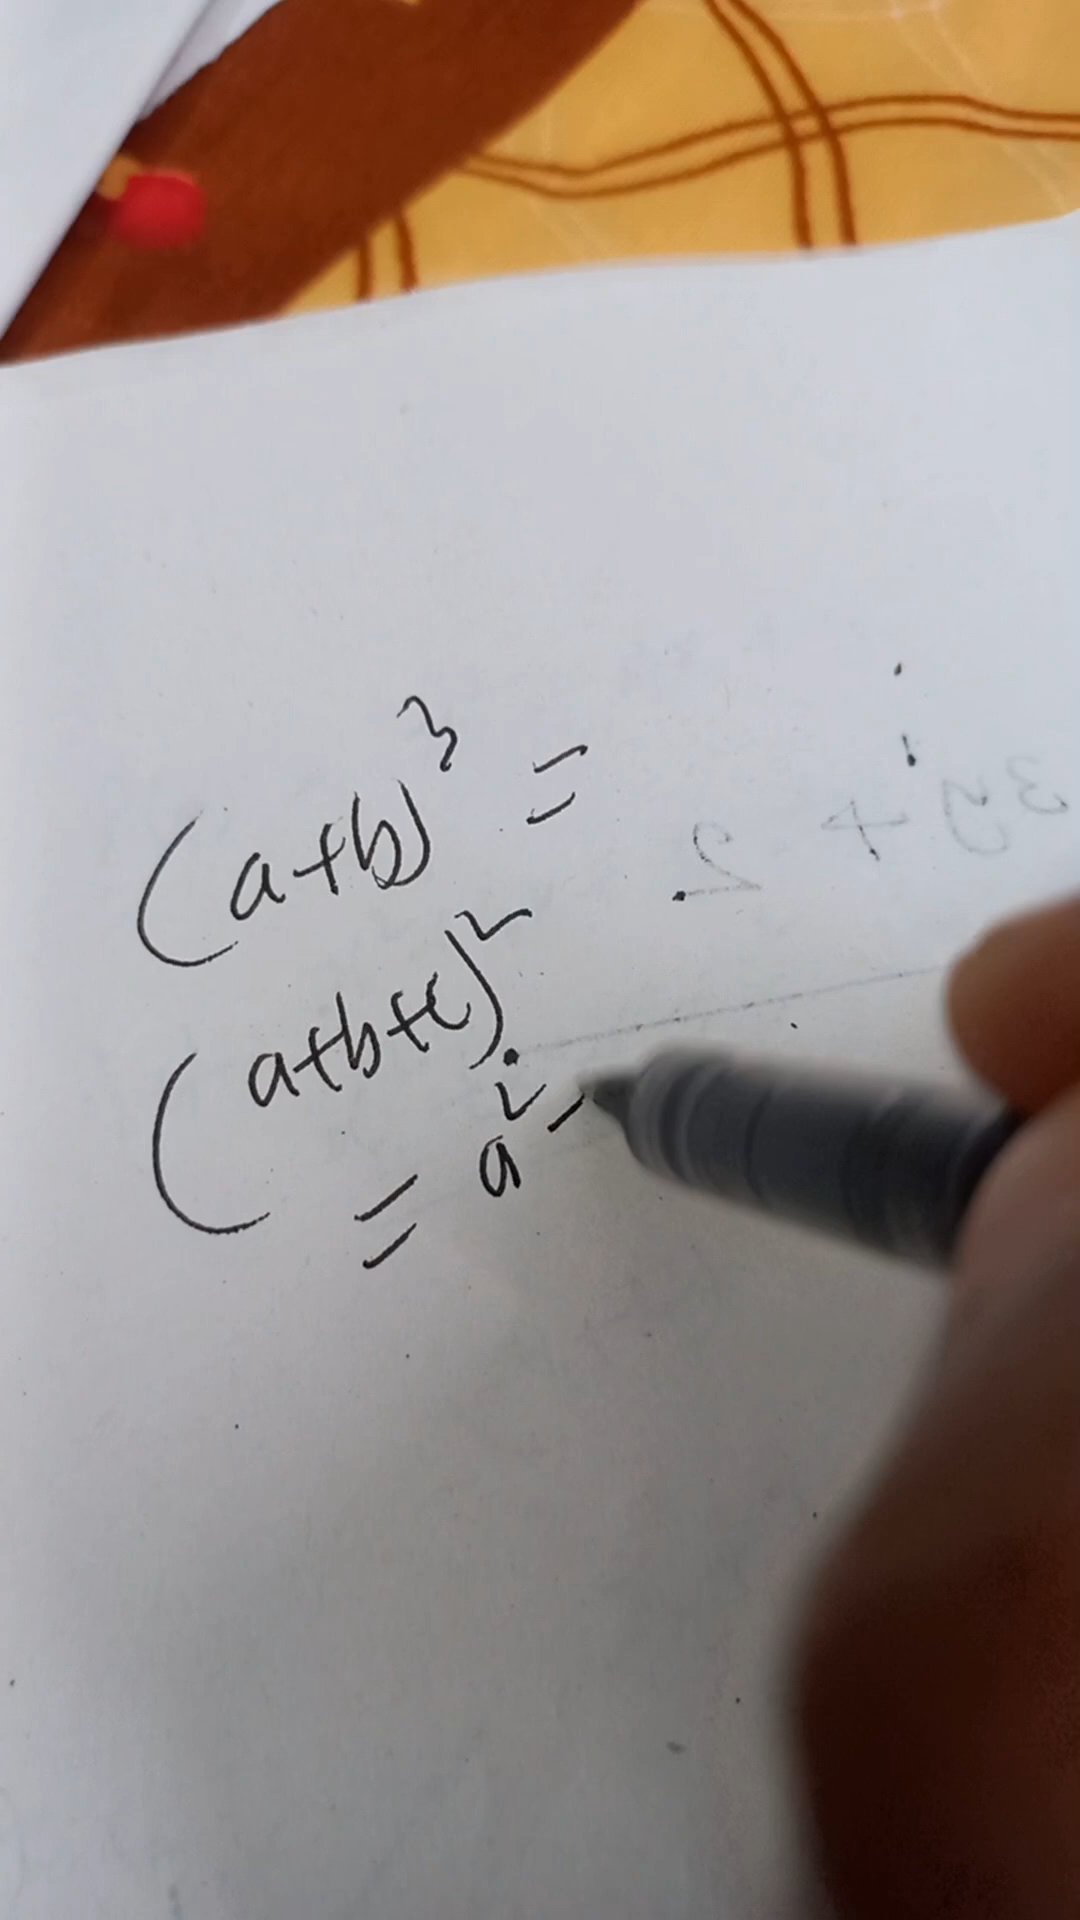 (a+b)³ =
(a+b+c)²
= a² -